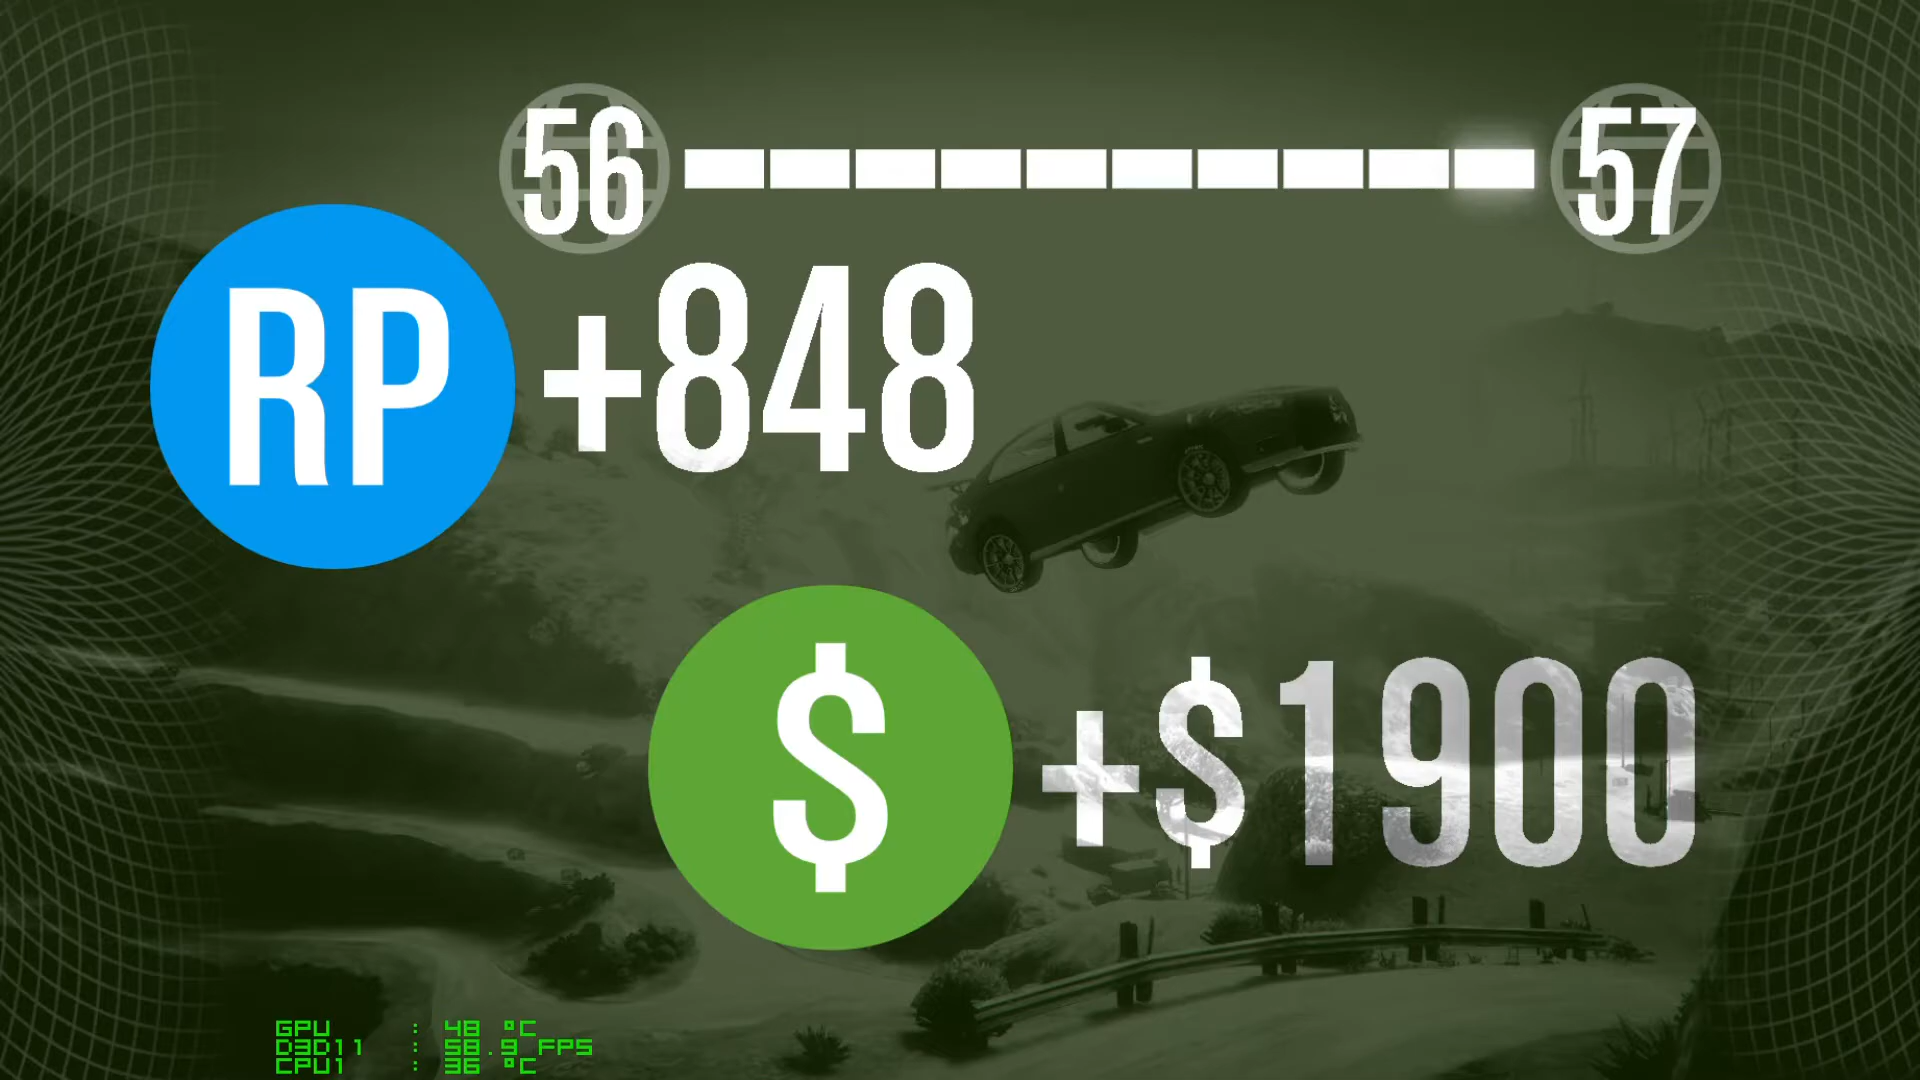 56 57
RP +848
$ +$1900
GPU : 48 °C
D3D11 : 58.9 FPS
CPU1 : 36 °C